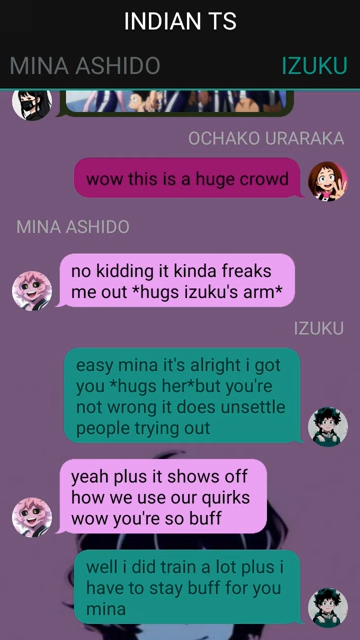 INDIAN TS
MINA ASHIDO IZUKU
OCHAKO URARAKA
wow this is a huge crowd
MINA ASHIDO
no kidding it kinda freaks
me out *hugs izuku's arm*
IZUKU
easy mina it's alright i got
you *hugs her*but you're
not wrong it does unsettle
people trying out
yeah plus it shows off
how we use our quirks
wow you're so buff
well i did train a lot plus i
have to stay buff for you
mina